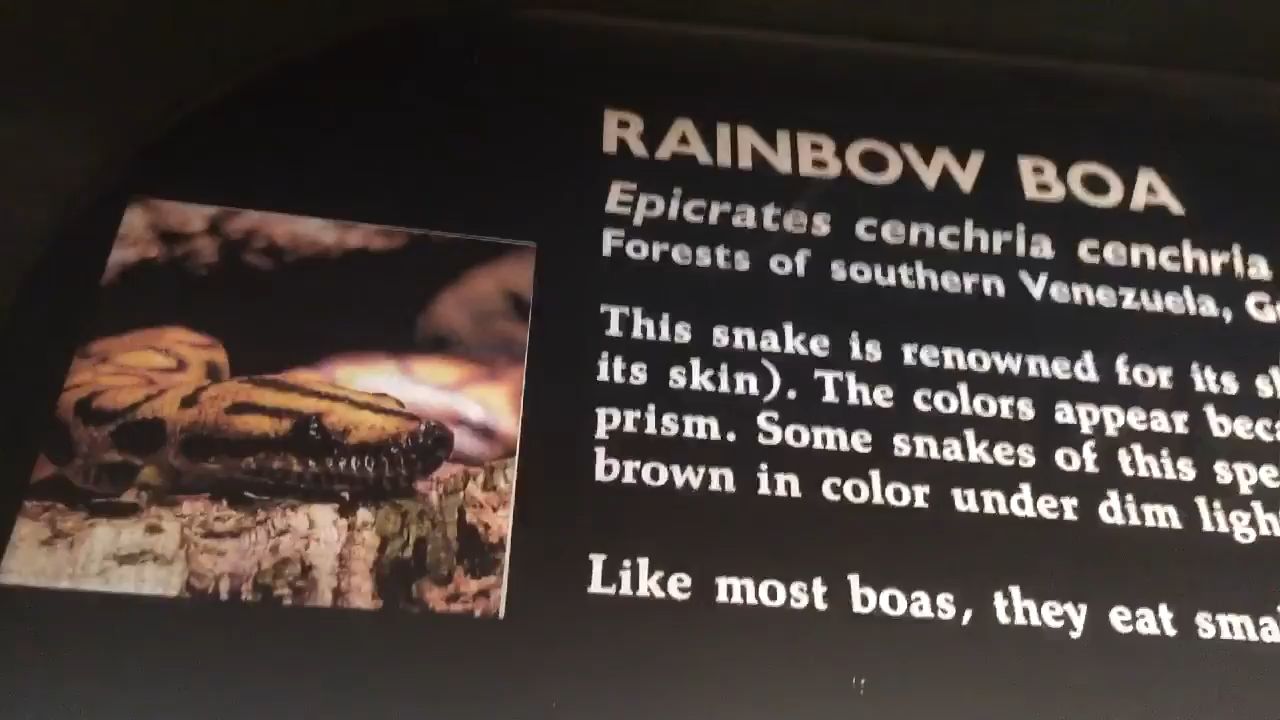 RAINBOW BOA
Epicrates cenchria cenchria
Forests of southern Venezuela,
This snake is renowned for its
its skin). The colors appear
prism. Some snakes of this
brown in color under dim
Like most boas, they eat